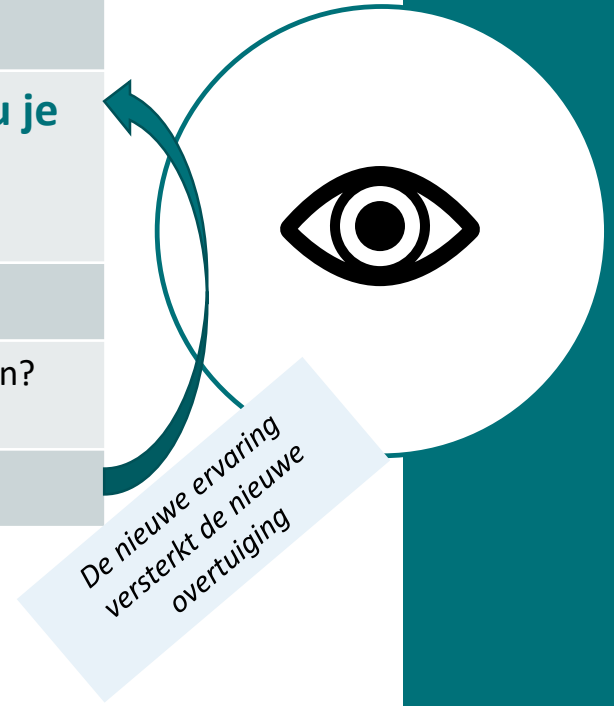 u je
n?
De nieuwe ervaring
versterkt de nieuwe
overtuiging